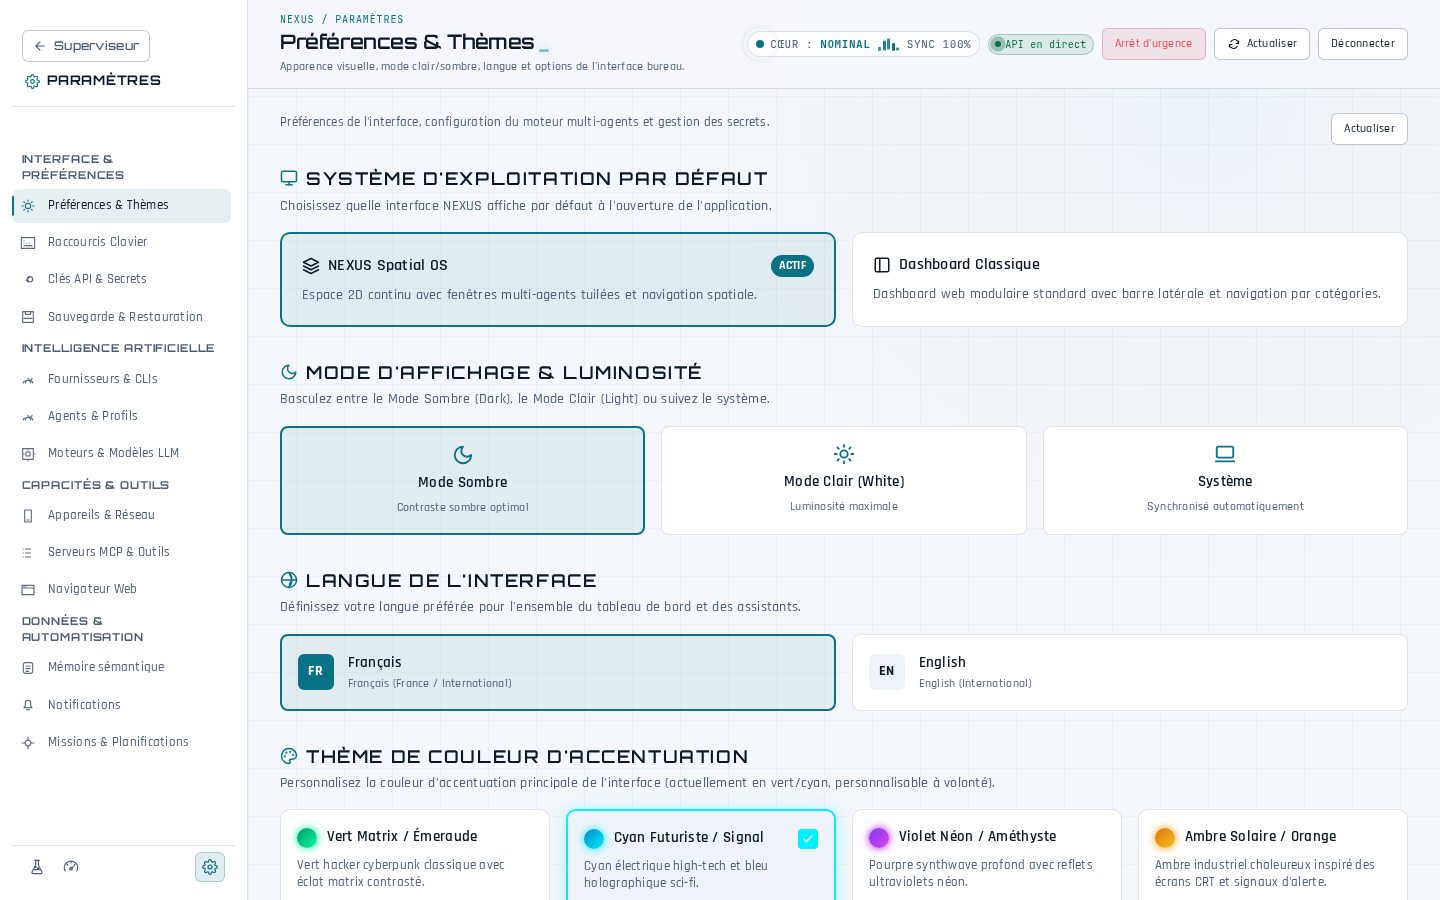 Superviseur
PARAMÈTRES
INTERFACE &
PRÉFÉRENCES
Préférences & Thèmes
Raccourcis Clavier
Clés API & Secrets
Sauvegarde & Restauration
INTELLIGENCE ARTIFICIELLE
Fournisseurs & CLIs
Agents & Profils
Moteurs & Modèles LLM
CAPACITÉS & OUTILS
Appareils & Réseau
Serveurs MCP & Outils
Navigateur Web
DONNÉES &
AUTOMATISATION
Mémoire sémantique
Notifications
Missions & Planifications
NEXUS / PARAMÈTRES
Préférences & Thèmes _
Apparence visuelle, mode clair/sombre, langue et options de l'interface bureau.
CŒUR : NOMINAL SYNC 100%
API en direct
Arrêt d'urgence
Actualiser
Déconnecter
Préférences de l'interface, configuration du moteur multi-agents et gestion des secrets.
Actualiser
SYSTÈME D'EXPLOITATION PAR DÉFAUT
Choisissez quelle interface NEXUS affiche par défaut à l'ouverture de l'application.
NEXUS Spatial OS
ACTIF
Espace 2D continu avec fenêtres multi-agents tuilées et navigation spatiale.
Dashboard Classique
Dashboard web modulaire standard avec barre latérale et navigation par catégories.
MODE D'AFFICHAGE & LUMINOSITÉ
Basculez entre le Mode Sombre (Dark), le Mode Clair (Light) ou suivez le système.
Mode Sombre
Contraste sombre optimal
Mode Clair (White)
Luminosité maximale
Système
Synchronisé automatiquement
LANGUE DE L'INTERFACE
Définissez votre langue préférée pour l'ensemble du tableau de bord et des assistants.
FR
Français
Français (France / International)
EN
English
English (International)
THÈME DE COULEUR D'ACCENTUATION
Personnalisez la couleur d'accentuation principale de l'interface (actuellement en vert/cyan, personnalisable à volonté).
Vert Matrix / Émeraude
Vert hacker cyberpunk classique avec
éclat matrix contrasté.
Cyan Futuriste / Signal
Cyan électrique high-tech et bleu
holographique sci-fi.
Violet Néon / Améthyste
Pourpre synthwave profond avec reflets
ultraviolets néon.
Ambre Solaire / Orange
Ambre industriel chaleureux inspiré des
écrans CRT et signaux d'alerte.